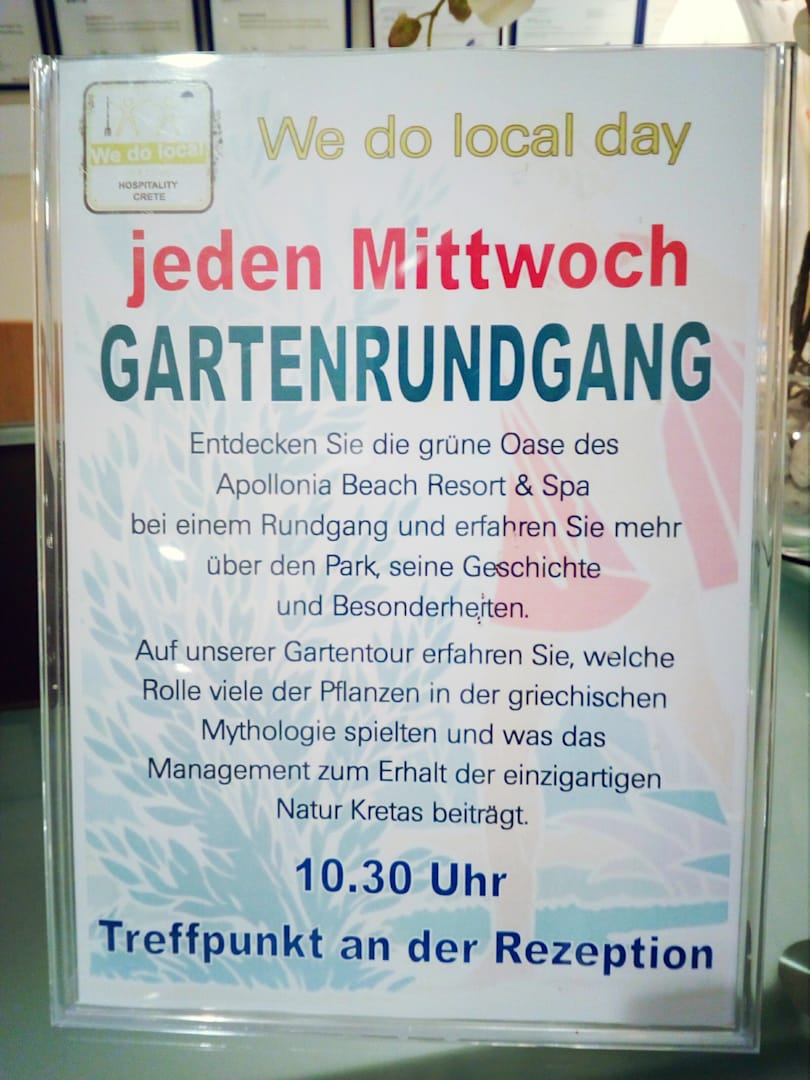 We do local
HOSPITALITY
CRETE
We do local day
jeden Mittwoch
GARTENRUNDGANG
Entdecken Sie die grüne Oase des
Apollonia Beach Resort & Spa
bei einem Rundgang und erfahren Sie mehr
über den Park, seine Geschichte
und Besonderheiten.
Auf unserer Gartentour erfahren Sie, welche
Rolle viele der Pflanzen in der griechischen
Mythologie spielten und was das
Management zum Erhalt der einzigartigen
Natur Kretas beiträgt.
10.30 Uhr
Treffpunkt an der Rezeption